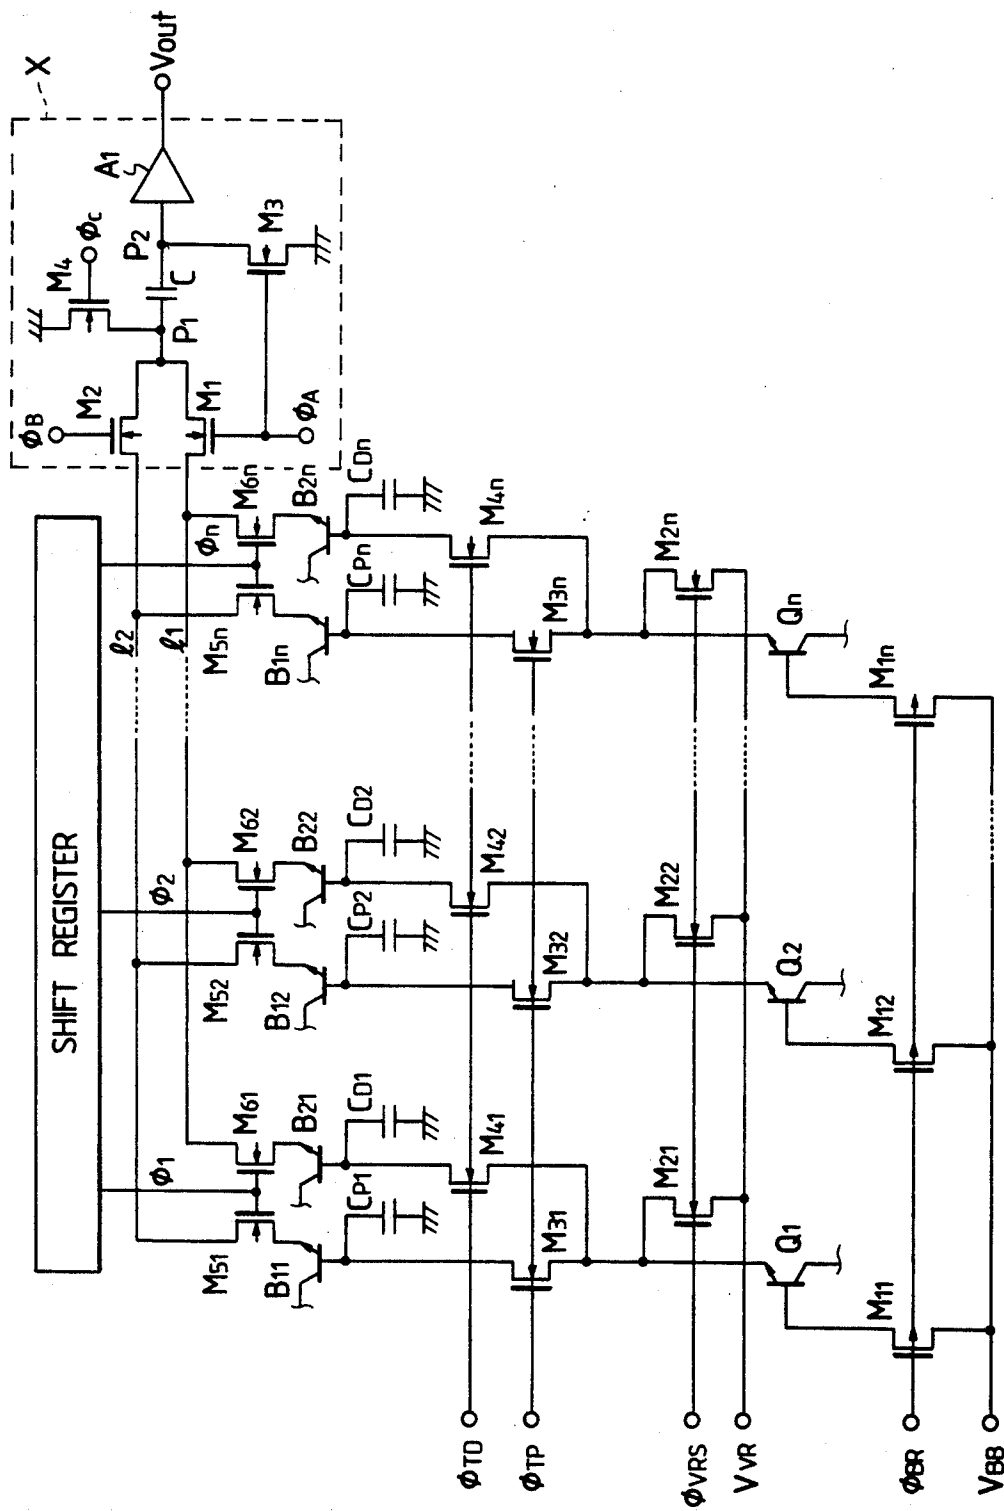 SHIFT REGISTER
X
Vout
A1
M4
ϕC
P2
C
P1
M3
ϕB
M2
M1
ϕA
ℓ2
ℓ1
ϕ1
ϕ2
ϕn
M51
M61
M52
M62
M5n
M6n
B11
B21
B12
B22
B1n
B2n
CP1
CD1
CP2
CD2
CPn
CDn
ϕTD
M41
M42
M4n
ϕTP
M31
M32
M3n
ϕVRS
M21
M22
M2n
VVR
Q1
Q2
Qn
M11
M12
M1n
ϕBR
VBB